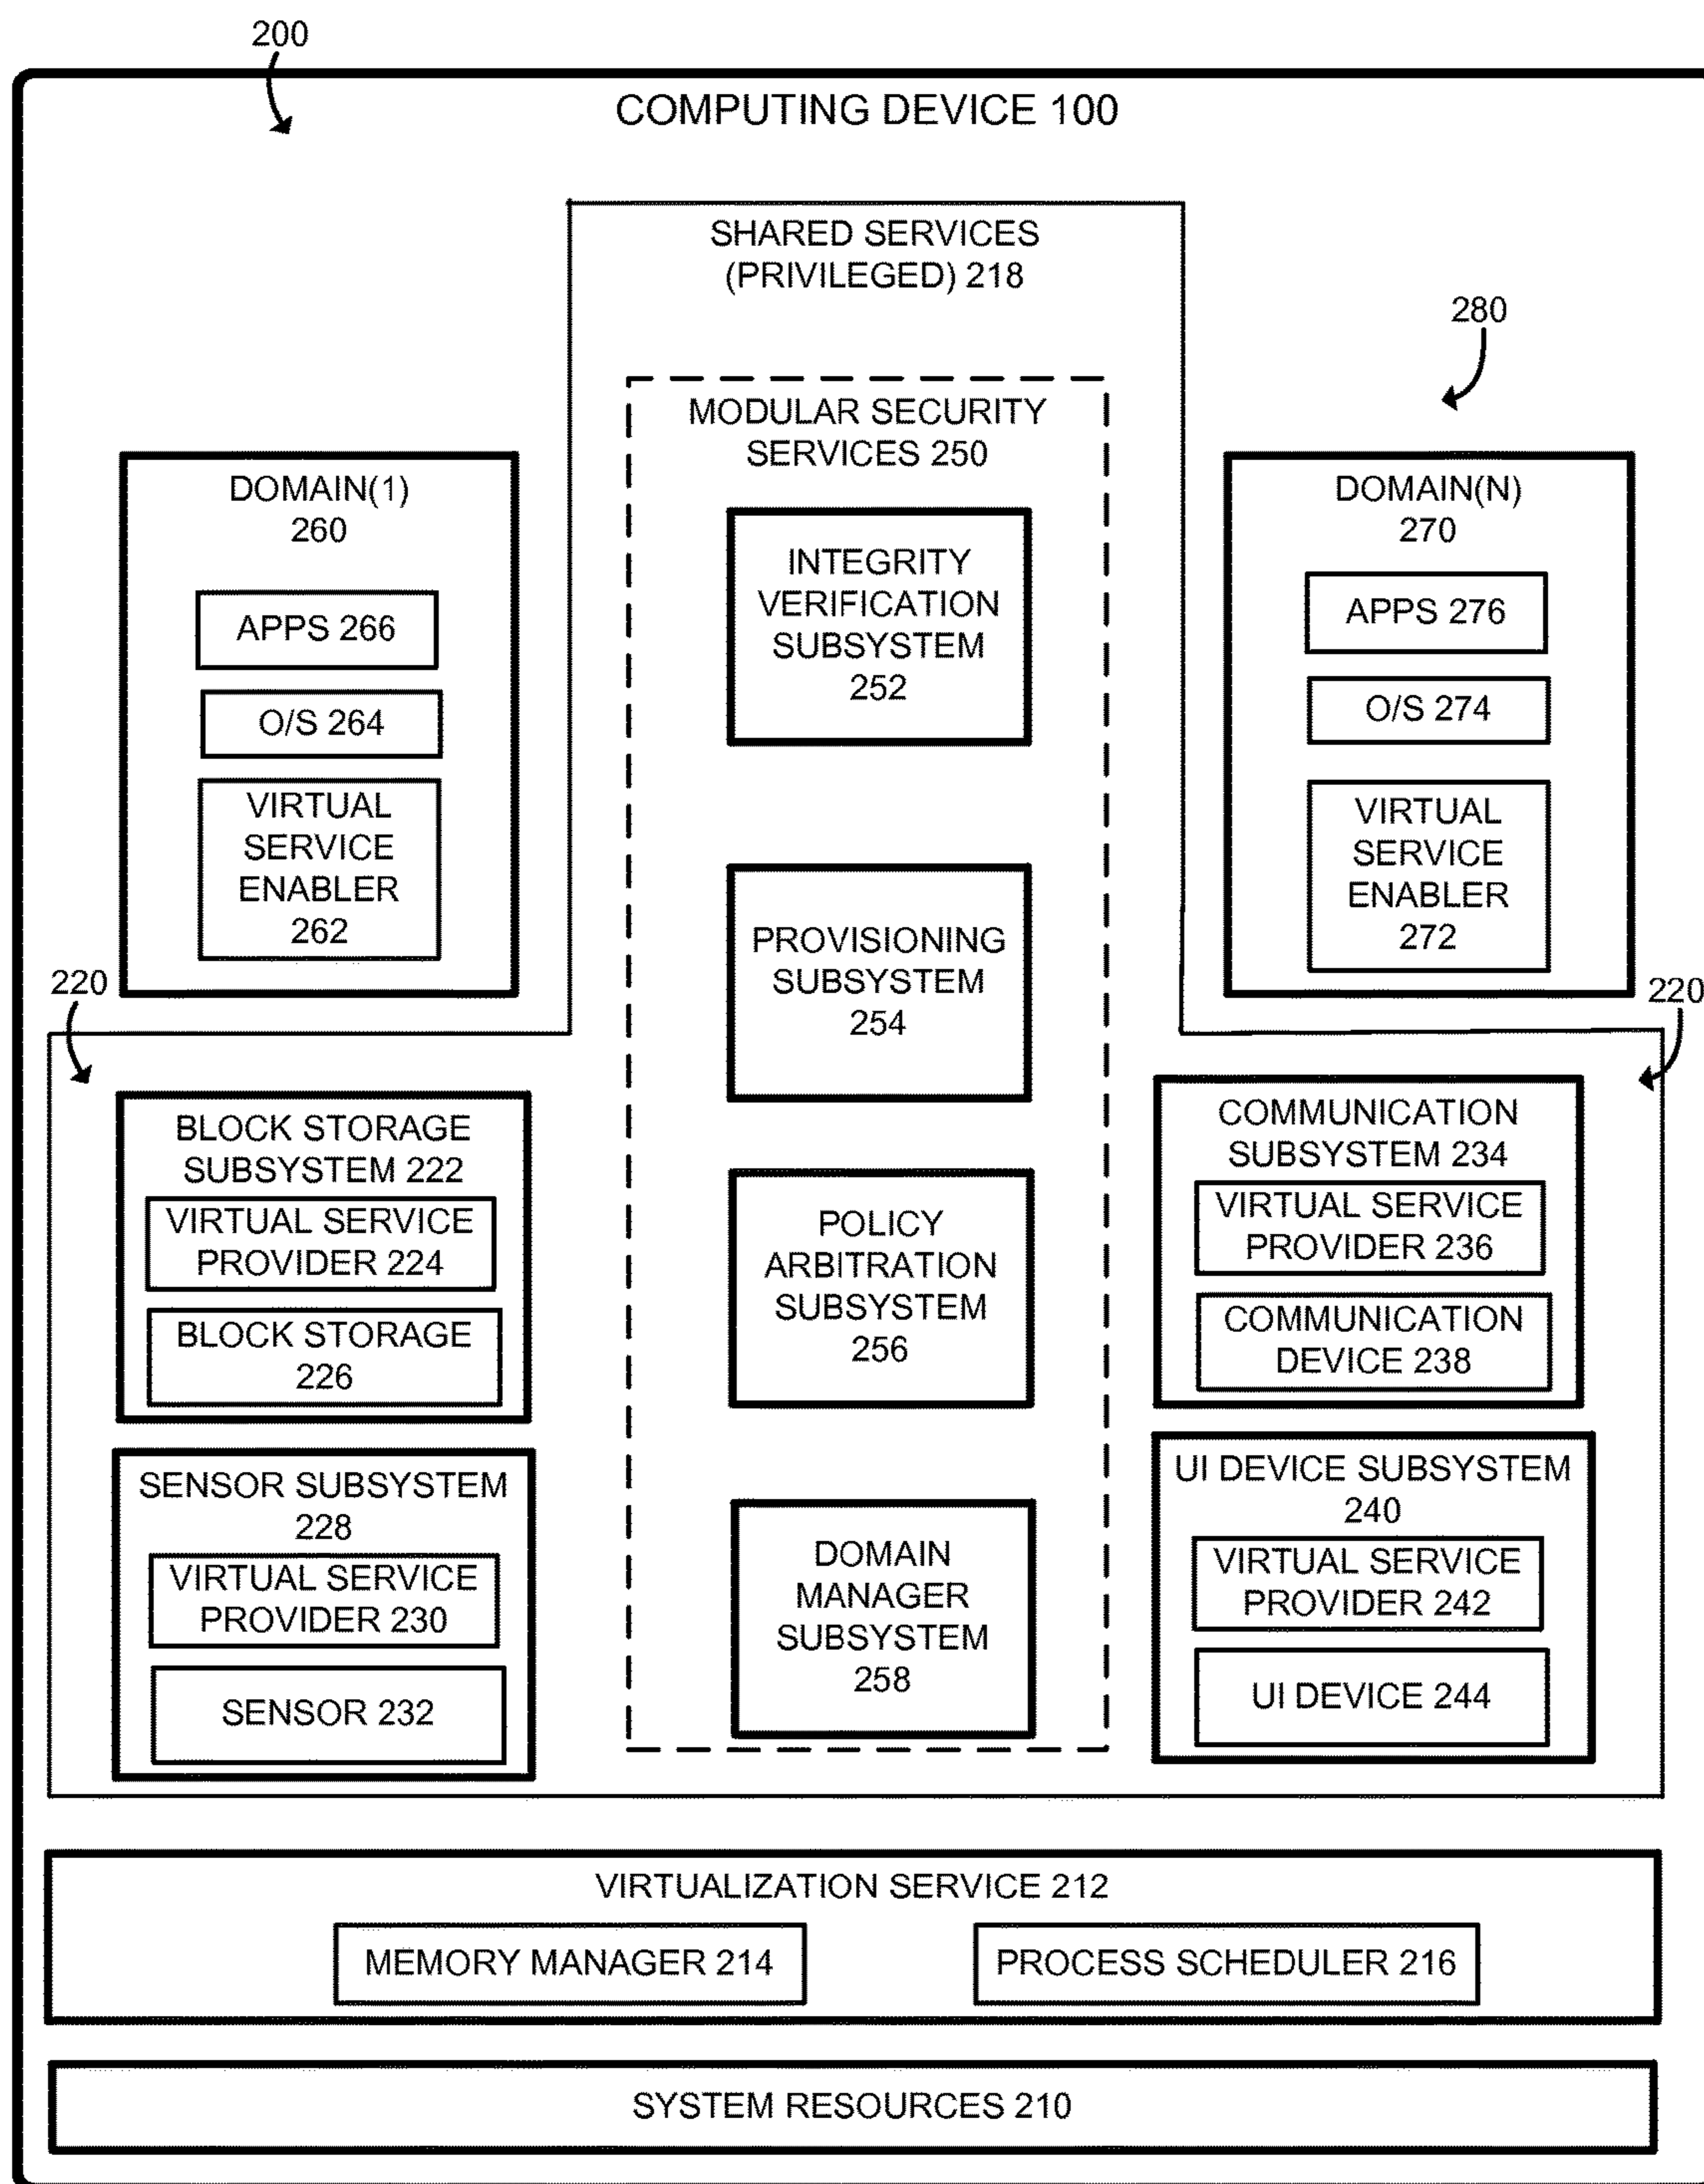 200
COMPUTING DEVICE 100
SHARED SERVICES
(PRIVILEGED) 218
280
MODULAR SECURITY
SERVICES 250
DOMAIN(1)
260
APPS 266
O/S 264
VIRTUAL
SERVICE
ENABLER
262
INTEGRITY
VERIFICATION
SUBSYSTEM
252
PROVISIONING
SUBSYSTEM
254
POLICY
ARBITRATION
SUBSYSTEM
256
DOMAIN
MANAGER
SUBSYSTEM
258
DOMAIN(N)
270
APPS 276
O/S 274
VIRTUAL
SERVICE
ENABLER
272
220
BLOCK STORAGE
SUBSYSTEM 222
VIRTUAL SERVICE
PROVIDER 224
BLOCK STORAGE
226
SENSOR SUBSYSTEM
228
VIRTUAL SERVICE
PROVIDER 230
SENSOR 232
220
COMMUNICATION
SUBSYSTEM 234
VIRTUAL SERVICE
PROVIDER 236
COMMUNICATION
DEVICE 238
UI DEVICE SUBSYSTEM
240
VIRTUAL SERVICE
PROVIDER 242
UI DEVICE 244
VIRTUALIZATION SERVICE 212
MEMORY MANAGER 214
PROCESS SCHEDULER 216
SYSTEM RESOURCES 210